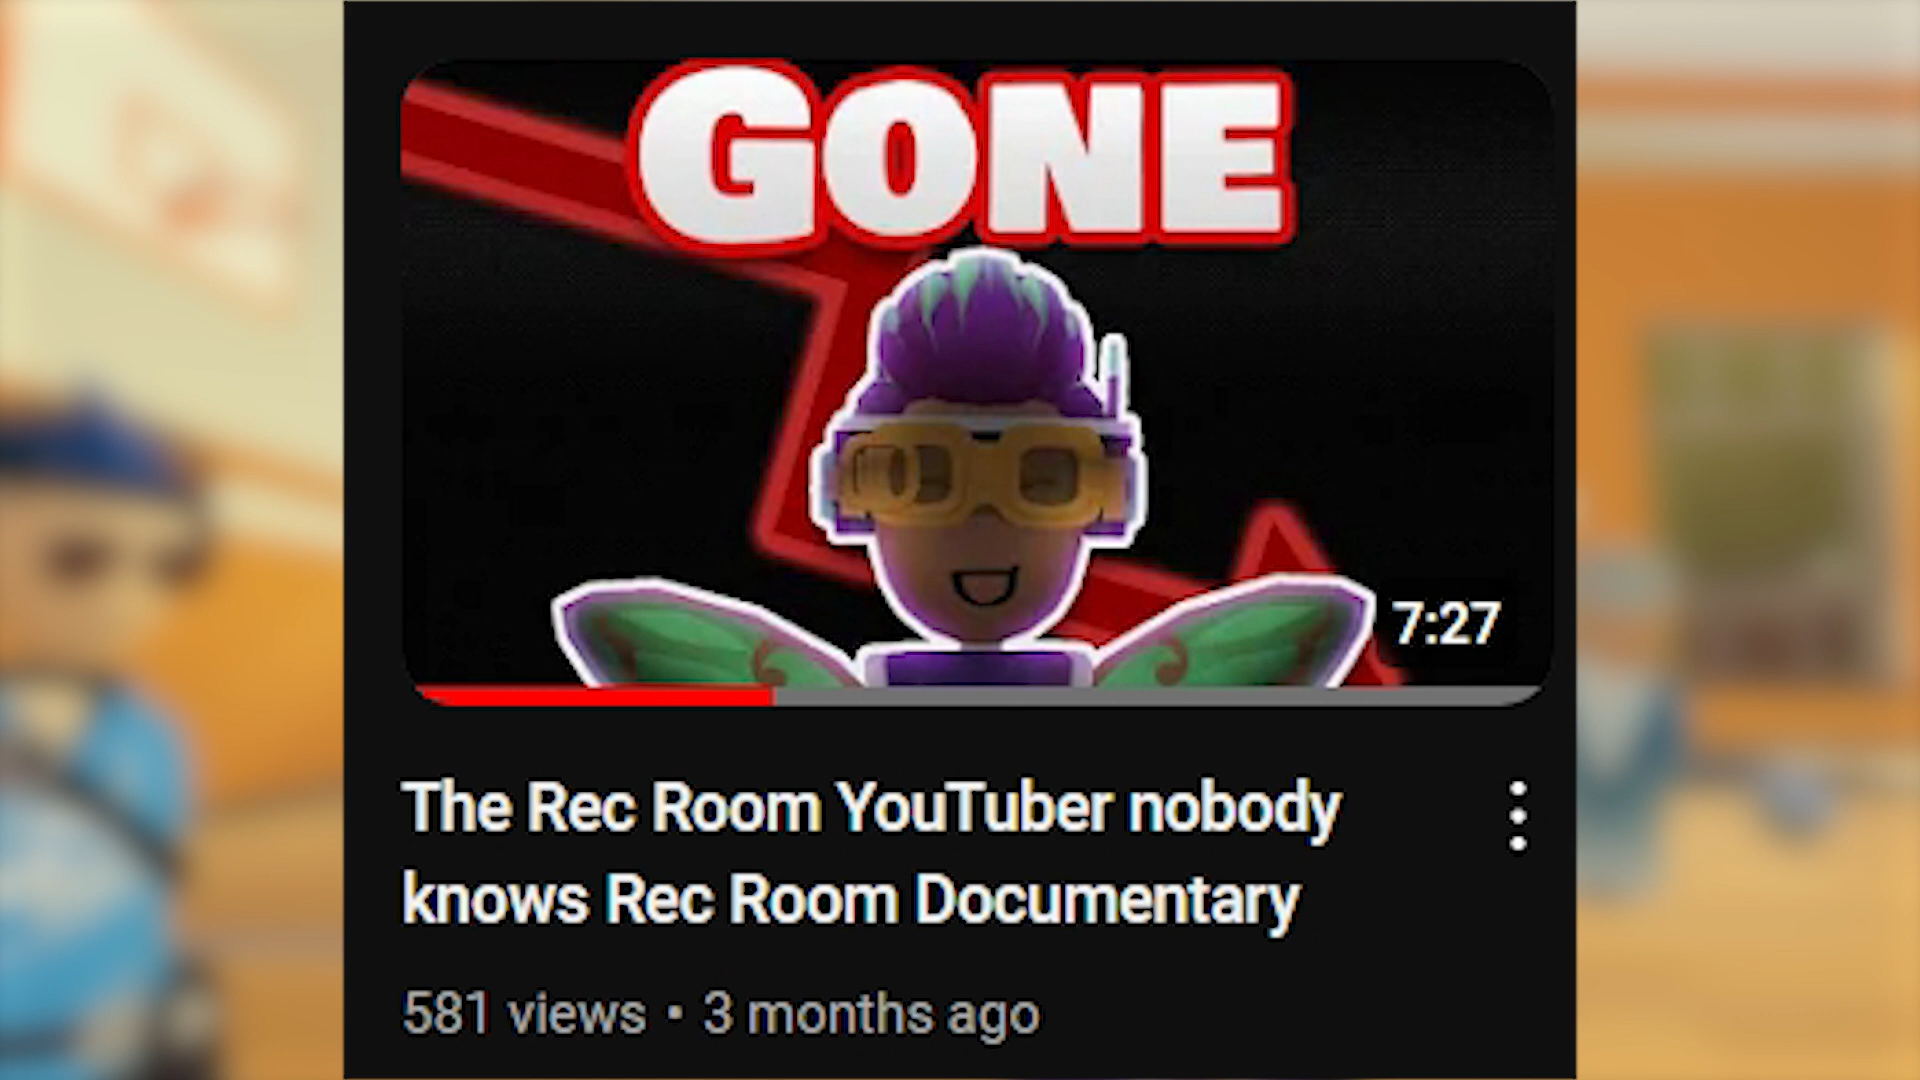 GONE
7:27
The Rec Room YouTuber nobody
knows Rec Room Documentary
581 views • 3 months ago